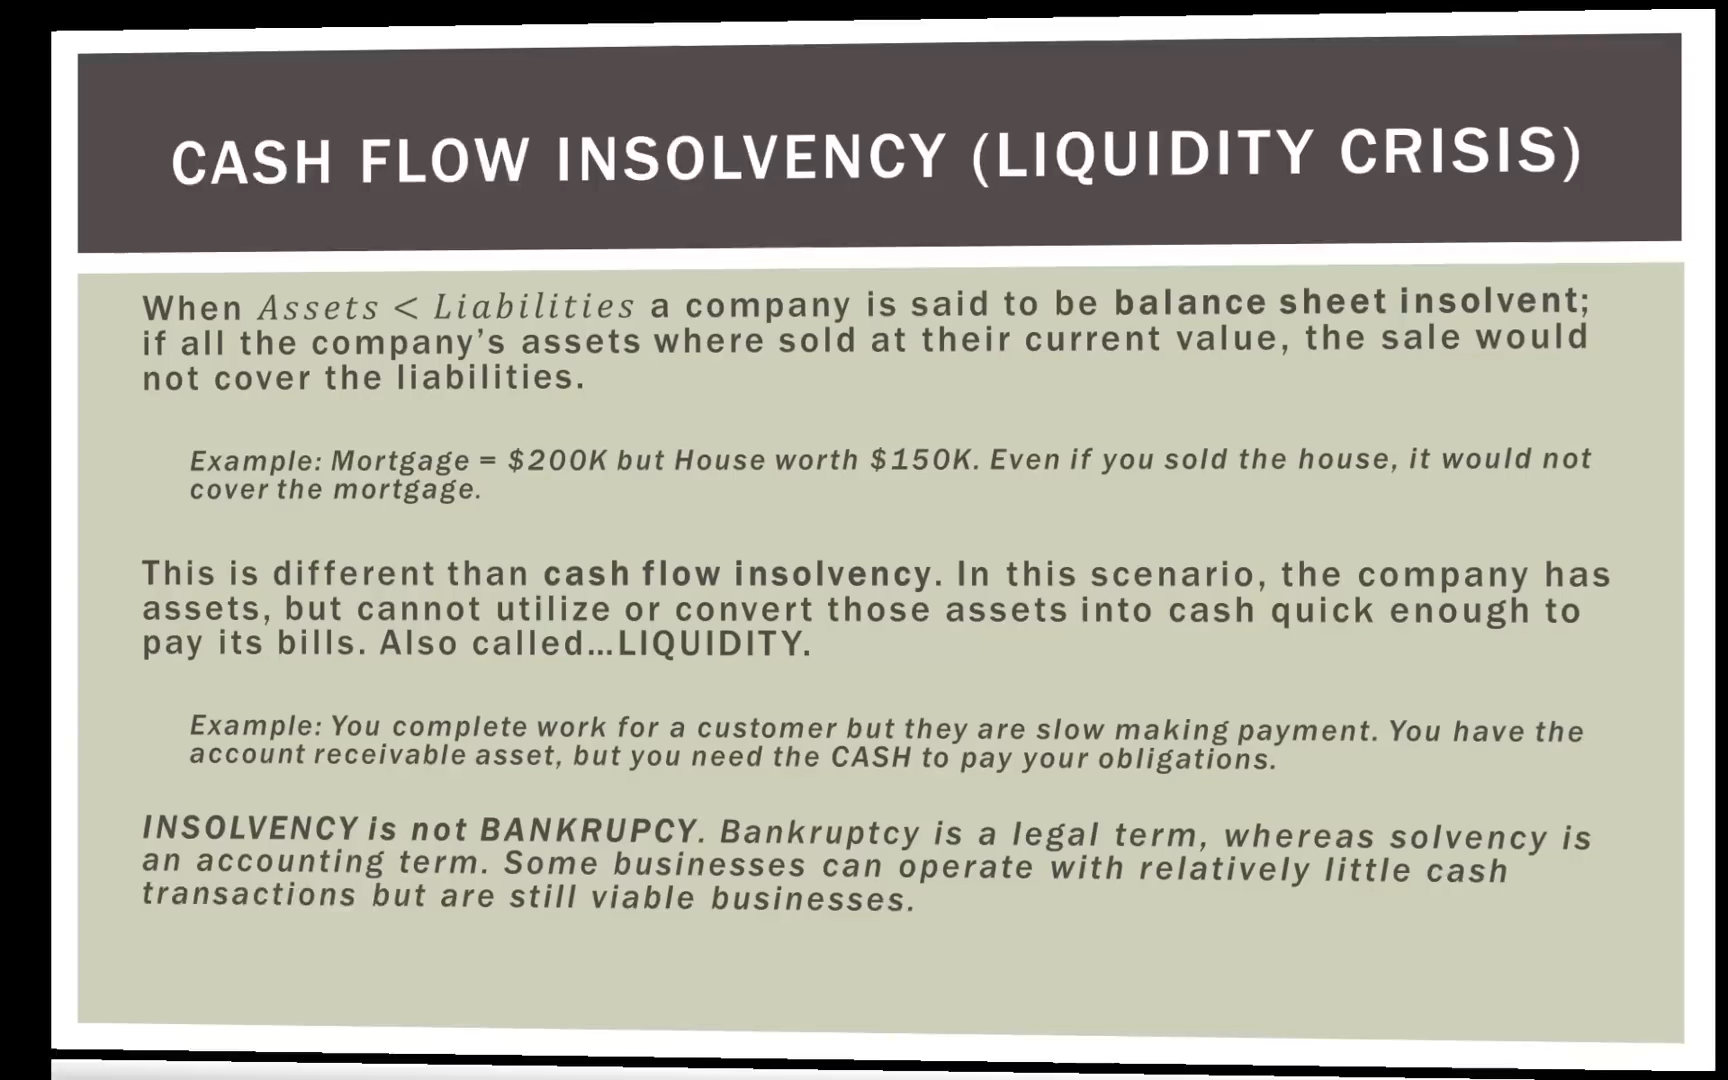 CASH FLOW INSOLVENCY (LIQUIDITY CRISIS)
When Assets < Liabilities a company is said to be balance sheet insolvent;
if all the company's assets where sold at their current value, the sale would
not cover the liabilities.
Example: Mortgage = $200K but House worth $150K. Even if you sold the house, it would not
cover the mortgage.
This is different than cash flow insolvency. In this scenario, the company has
assets, but cannot utilize or convert those assets into cash quick enough to
pay its bills. Also called…LIQUIDITY.
Example: You complete work for a customer but they are slow making payment. You have the
account receivable asset, but you need the CASH to pay your obligations.
INSOLVENCY is not BANKRUPCY. Bankruptcy is a legal term, whereas solvency is
an accounting term. Some businesses can operate with relatively little cash
transactions but are still viable businesses.